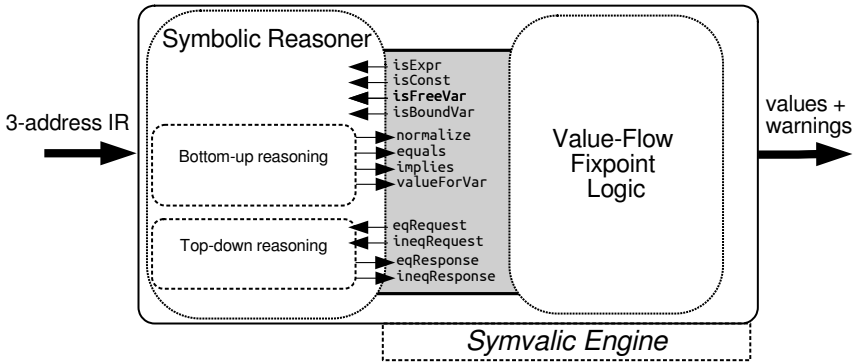 Symbolic Reasoner
isExpr
isConst
isFreeVar
isBoundVar
3-address IR
Bottom-up reasoning
normalize
equals
implies
valueForVar
Top-down reasoning
eqRequest
ineqRequest
eqResponse
ineqResponse
Value-Flow
Fixpoint
Logic
values +
warnings
Symvalic Engine